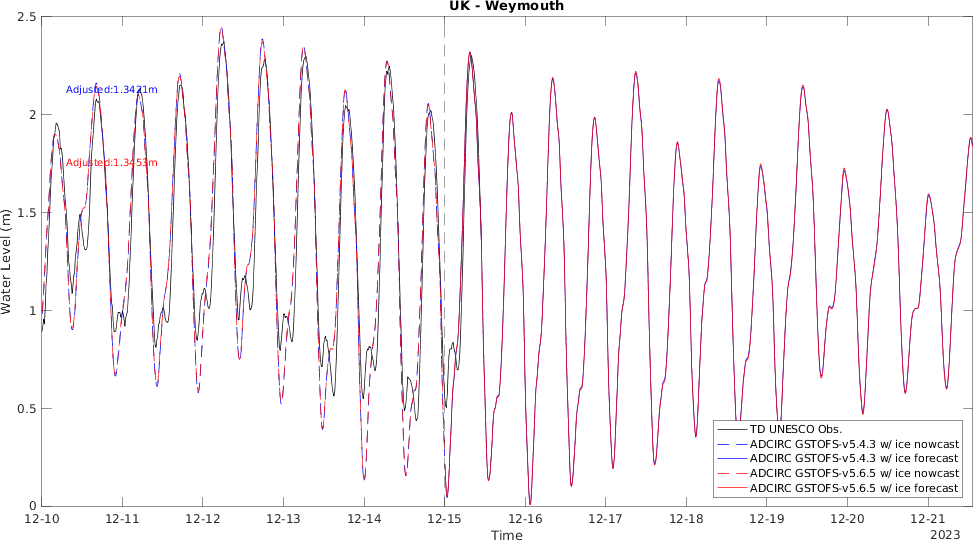 UK - Weymouth
2.5
2
1.5
1
0.5
0
Water Level (m)
Adjusted:1.3421m
Adjusted:1.3453m
TD UNESCO Obs.
ADCIRC GSTOFS-v5.4.3 w/ ice nowcast
ADCIRC GSTOFS-v5.4.3 w/ ice forecast
ADCIRC GSTOFS-v5.6.5 w/ ice nowcast
ADCIRC GSTOFS-v5.6.5 w/ ice forecast
12-10 12-11 12-12 12-13 12-14 12-15 12-16 12-17 12-18 12-19 12-20 12-21
Time
2023